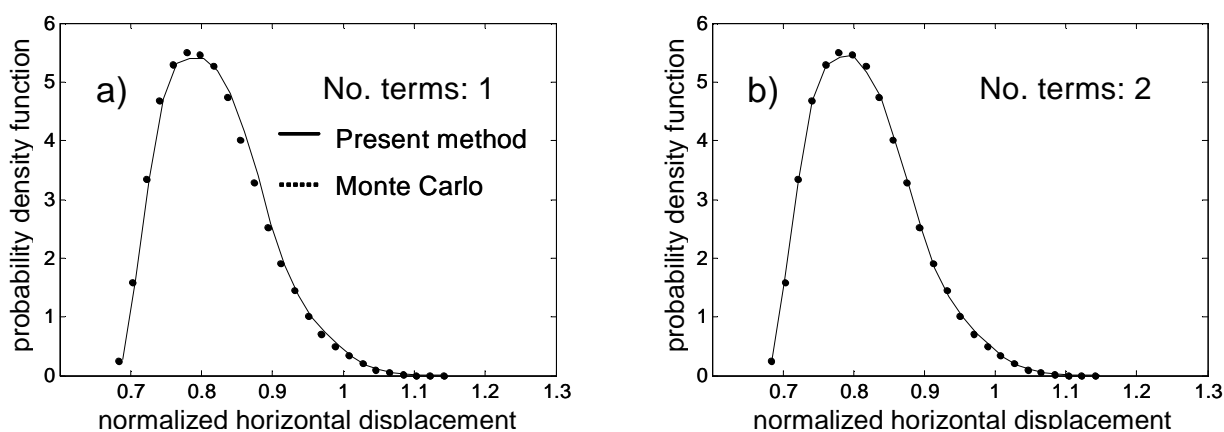 6
5
4
3
2
1
0
probability density function
a)
No. terms: 1
Present method
Monte Carlo
0.7 0.8 0.9 1 1.1 1.2 1.3
normalized horizontal displacement
6
5
4
3
2
1
0
probability density function
b)
No. terms: 2
0.7 0.8 0.9 1 1.1 1.2 1.3
normalized horizontal displacement